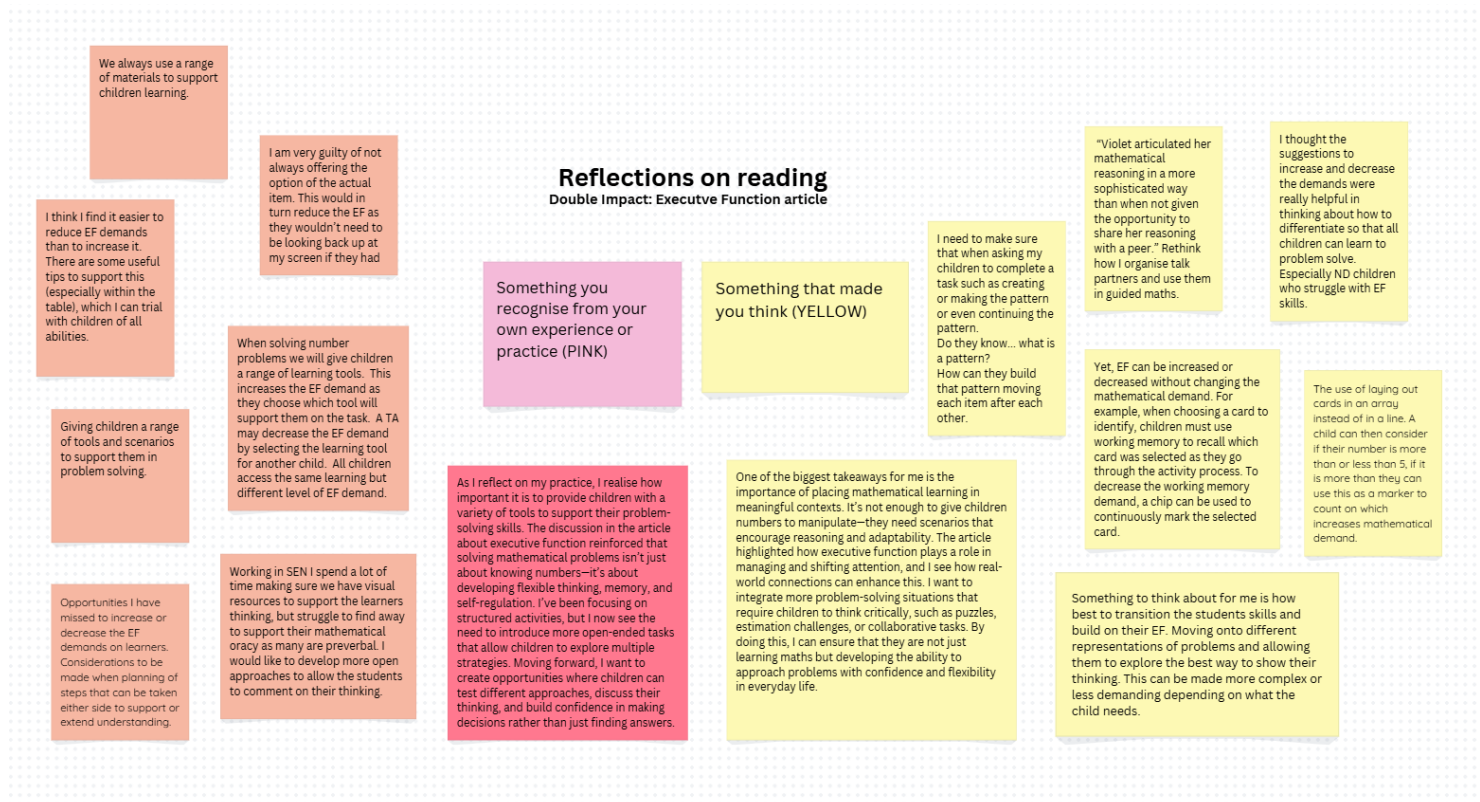 Reflections on reading
Double Impact: Executve Function article
We always use a range
of materials to support
children learning.
I am very guilty of not
always offering the
option of the actual
item. This would in
turn reduce the EF as
they wouldn't need to
be looking back up at
my screen if they had
I think I find it easier to
reduce EF demands
than to increase it.
There are some useful
tips to support this
(especially within the
table), which I can trial
with children of all
abilities.
When solving number
problems we will give children
a range of learning tools. This
increases the EF demand as
they choose which tool will
support them on the task. A TA
may decrease the EF demand
by selecting the learning tool
for another child. All children
access the same learning but
different level of EF demand.
Giving children a range
of tools and scenarios
to support them in
problem solving.
Opportunities I have
missed to increase or
decrease the EF
demands on learners.
Considerations to be
made when planning of
steps that can be taken
either side to support or
extend understanding.
Working in SEN I spend a lot of
time making sure we have visual
resources to support the learners
thinking, but struggle to find away
to support their mathematical
oracy as many are preverbal. I
would like to develop more open
approaches to allow the students
to comment on their thinking.
Something you
recognise from your
own experience or
practice (PINK)
As I reflect on my practice, I realise how
important it is to provide children with a
variety of tools to support their problem-
solving skills. The discussion in the article
about executive function reinforced that
solving mathematical problems isn't just
about knowing numbers—it's about
developing flexible thinking, memory, and
self-regulation. I've been focusing on
structured activities, but I now see the
need to introduce more open-ended tasks
that allow children to explore multiple
strategies. Moving forward, I want to
create opportunities where children can
test different approaches, discuss their
thinking, and build confidence in making
decisions rather than just finding answers.
Something that made
you think (YELLOW)
One of the biggest takeaways for me is the
importance of placing mathematical learning in
meaningful contexts. It's not enough to give children
numbers to manipulate—they need scenarios that
encourage reasoning and adaptability. The article
highlighted how executive function plays a role in
managing and shifting attention, and I see how real-
world connections can enhance this. I want to
integrate more problem-solving situations that
require children to think critically, such as puzzles,
estimation challenges, or collaborative tasks. By
doing this, I can ensure that they are not just
learning maths but developing the ability to
approach problems with confidence and flexibility
in everyday life.
I need to make sure
that when asking my
children to complete a
task such as creating
or making the pattern
or even continuing the
pattern.
Do they know... what is
a pattern?
How can they build
that pattern moving
each item after each
other.
“Violet articulated her
mathematical
reasoning in a more
sophisticated way
than when not given
the opportunity to
share her reasoning
with a peer.” Rethink
how I organise talk
partners and use them
in guided maths.
I thought the
suggestions to
increase and decrease
the demands were
really helpful in
thinking about how to
differentiate so that all
children can learn to
problem solve.
Especially ND children
who struggle with EF
skills.
Yet, EF can be increased or
decreased without changing the
mathematical demand. For
example, when choosing a card to
identify, children must use
working memory to recall which
card was selected as they go
through the activity process. To
decrease the working memory
demand, a chip can be used to
continuously mark the selected
card.
The use of laying out
cards in an array
instead of in a line. A
child can then consider
if their number is more
than or less than 5, if it
is more than they can
use this as a marker to
count on which
increases mathematical
demand.
Something to think about for me is how
best to transition the students skills and
build on their EF. Moving onto different
representations of problems and allowing
them to explore the best way to show their
thinking. This can be made more complex or
less demanding depending on what the
child needs.